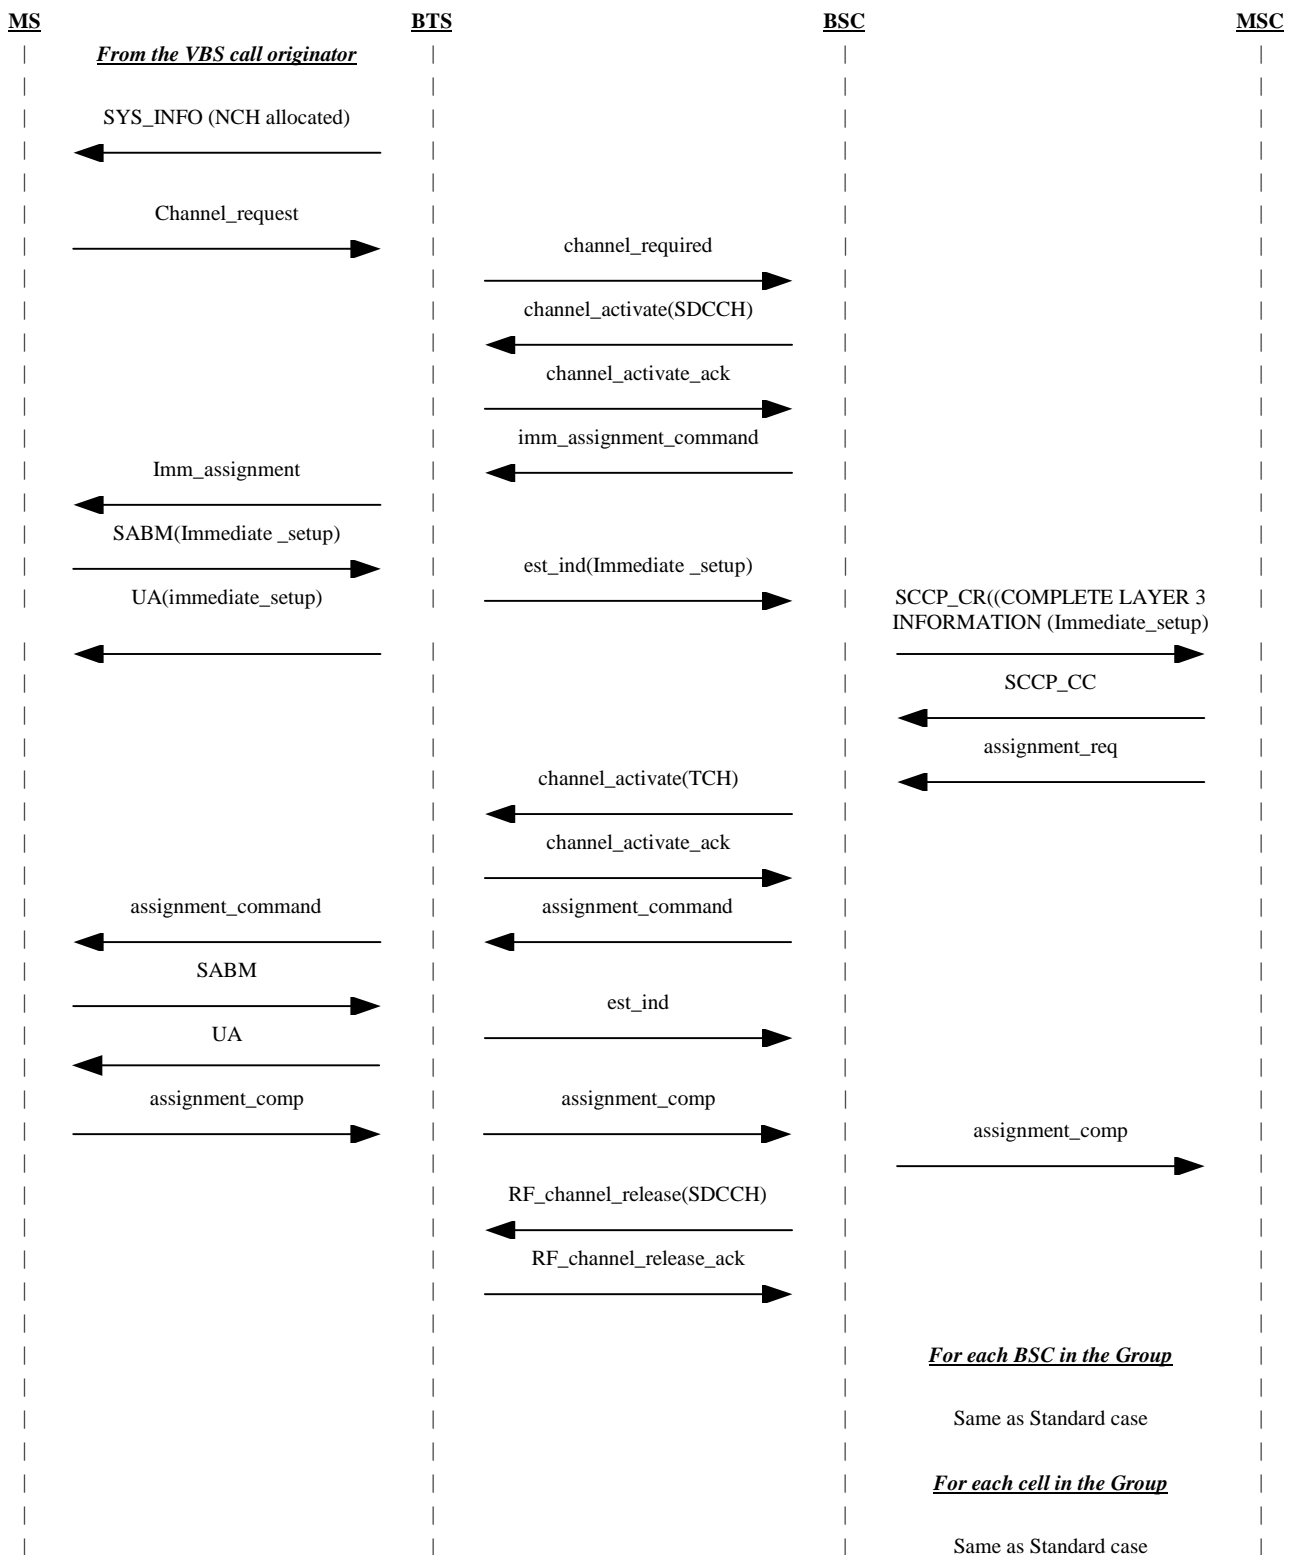 MS BTS BSC MSC
From the VBS call originator
SYS_INFO (NCH allocated)
Channel_request
channel_required
channel_activate(SDCCH)
channel_activate_ack
imm_assignment_command
Imm_assignment
SABM(Immediate _setup)
est_ind(Immediate _setup)
UA(immediate_setup)
SCCP_CR((COMPLETE LAYER 3
INFORMATION (Immediate_setup)
SCCP_CC
assignment_req
channel_activate(TCH)
channel_activate_ack
assignment_command assignment_command
SABM
est_ind
UA
assignment_comp assignment_comp
assignment_comp
RF_channel_release(SDCCH)
RF_channel_release_ack
For each BSC in the Group
Same as Standard case
For each cell in the Group
Same as Standard case